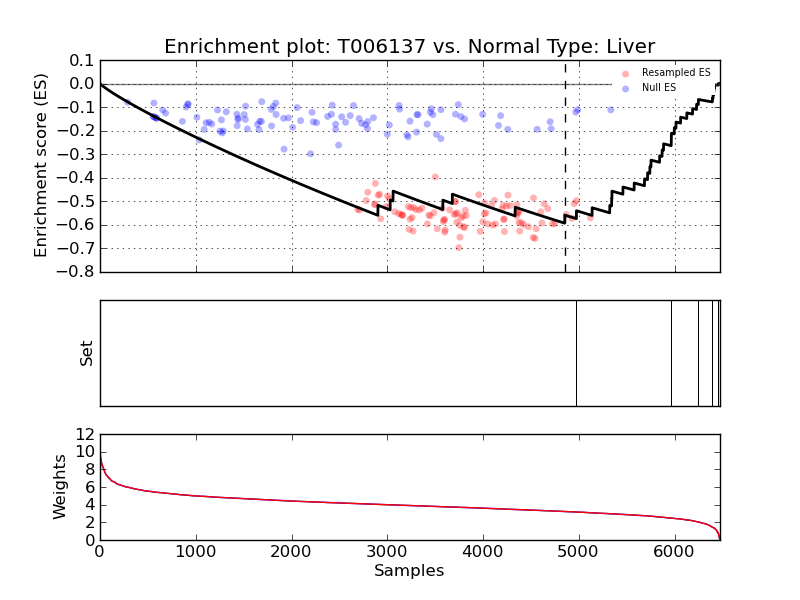 Enrichment plot: T006137 vs. Normal Type: Liver
Enrichment score (ES)
0.1
0.0
−0.1
−0.2
−0.3
−0.4
−0.5
−0.6
−0.7
−0.8
Resampled ES
Null ES
Set
Weights
12
10
8
6
4
2
0
0 1000 2000 3000 4000 5000 6000
Samples